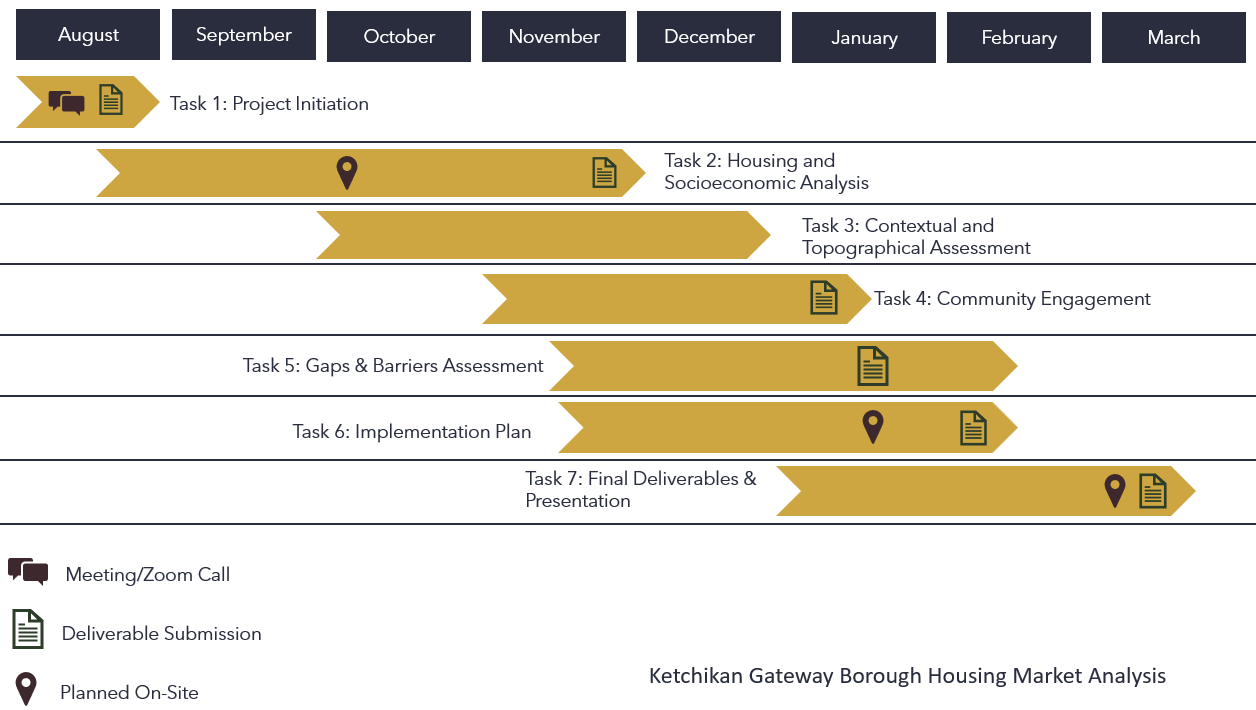 August September October November December January February March
Task 1: Project Initiation
Task 2: Housing and
Socioeconomic Analysis
Task 3: Contextual and
Topographical Assessment
Task 4: Community Engagement
Task 5: Gaps & Barriers Assessment
Task 6: Implementation Plan
Task 7: Final Deliverables &
Presentation
Meeting/Zoom Call
Deliverable Submission
Planned On-Site
Ketchikan Gateway Borough Housing Market Analysis